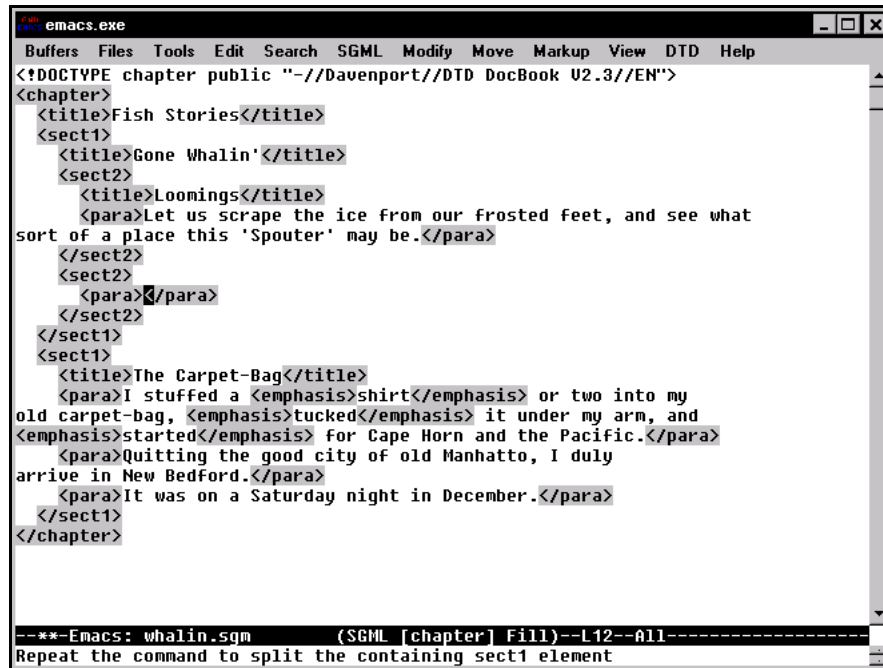 emacs.exe
Buffers Files Tools Edit Search SGML Modify Move Markup View DTD Help
<!DOCTYPE chapter public "-//Davenport//DTD DocBook V2.3//EN">
<chapter>
  <title>Fish Stories</title>
  <sect1>
    <title>Gone Whalin'</title>
    <sect2>
      <title>Loomings</title>
      <para>Let us scrape the ice from our frosted feet, and see what
sort of a place this 'Spouter' may be.</para>
    </sect2>
    <sect2>
      <para></para>
    </sect2>
  </sect1>
  <sect1>
    <title>The Carpet-Bag</title>
    <para>I stuffed a <emphasis>shirt</emphasis> or two into my
old carpet-bag, <emphasis>tucked</emphasis> it under my arm, and
<emphasis>started</emphasis> for Cape Horn and the Pacific.</para>
    <para>Quitting the good city of old Manhatto, I duly
arrive in New Bedford.</para>
    <para>It was on a Saturday night in December.</para>
  </sect1>
</chapter>
--**-Emacs: whalin.sgm        (SGML [chapter] Fill)--L12--All-------------------
Repeat the command to split the containing sect1 element